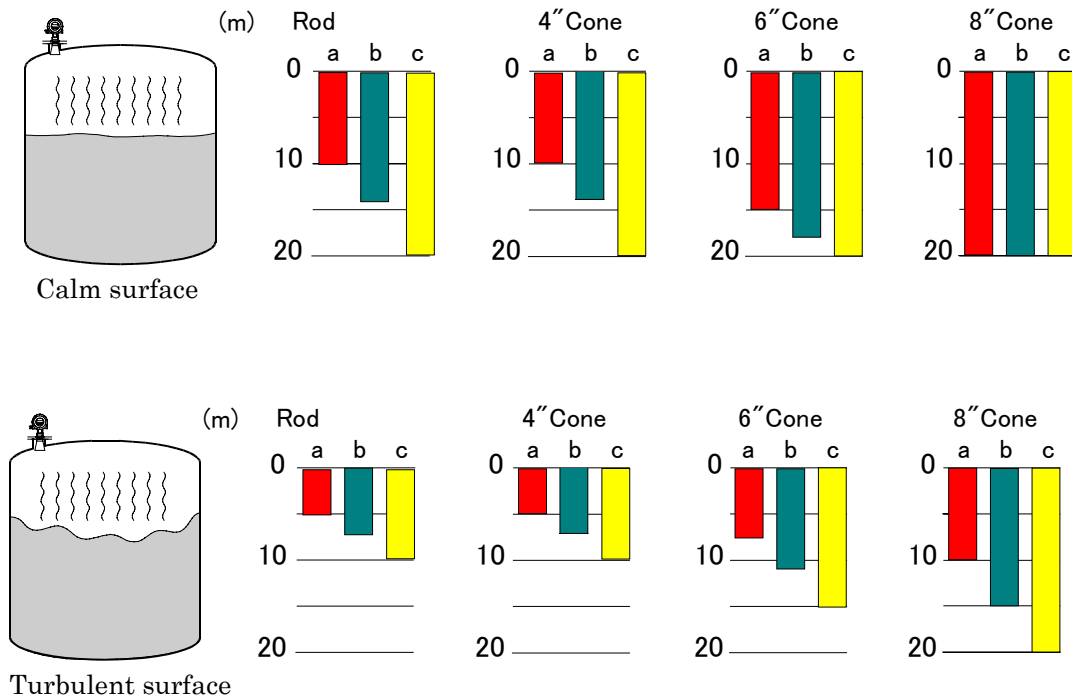 (m) Rod 4"Cone 6"Cone 8"Cone
a b c a b c a b c a b c
0 0 0 0
10 10 10 10
20 20 20 20
Calm surface
(m) Rod 4"Cone 6"Cone 8"Cone
a b c a b c a b c a b c
0 0 0 0
10 10 10 10
20 20 20 20
Turbulent surface